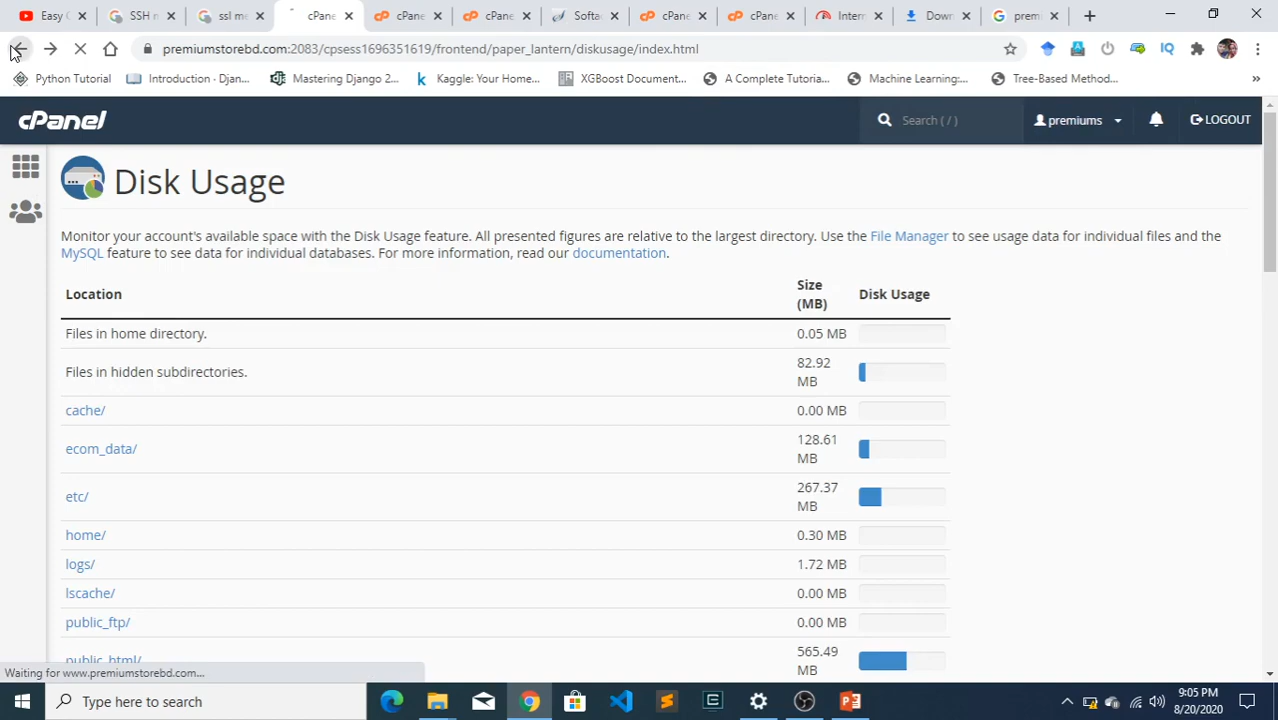 Easy C
SSH n
ssl me
cPane
cPane
cPane
Softa
cPane
cPane
Intern
Down
premi
premiumstorebd.com:2083/cpsess1696351619/frontend/paper_lantern/diskusage/index.html
IQ
Python Tutorial
Introduction · Djan...
Mastering Django 2...
Kaggle: Your Home...
XGBoost Document...
A Complete Tutoria...
Machine Learning:...
Tree-Based Method...
»
cPanel
Search ( / )
premiums
LOGOUT
Disk Usage
Monitor your account's available space with the Disk Usage feature. All presented figures are relative to the largest directory. Use the File Manager to see usage data for individual files and the
MySQL feature to see data for individual databases. For more information, read our documentation.
Location
Size
(MB)
Disk Usage
Files in home directory.
0.05 MB
Files in hidden subdirectories.
82.92
MB
cache/
0.00 MB
ecom_data/
128.61
MB
etc/
267.37
MB
home/
0.30 MB
logs/
1.72 MB
lscache/
0.00 MB
public_ftp/
0.00 MB
public_html/
565.49
MB
Waiting for www.premiumstorebd.com...
Type here to search
9:05 PM
8/20/2020